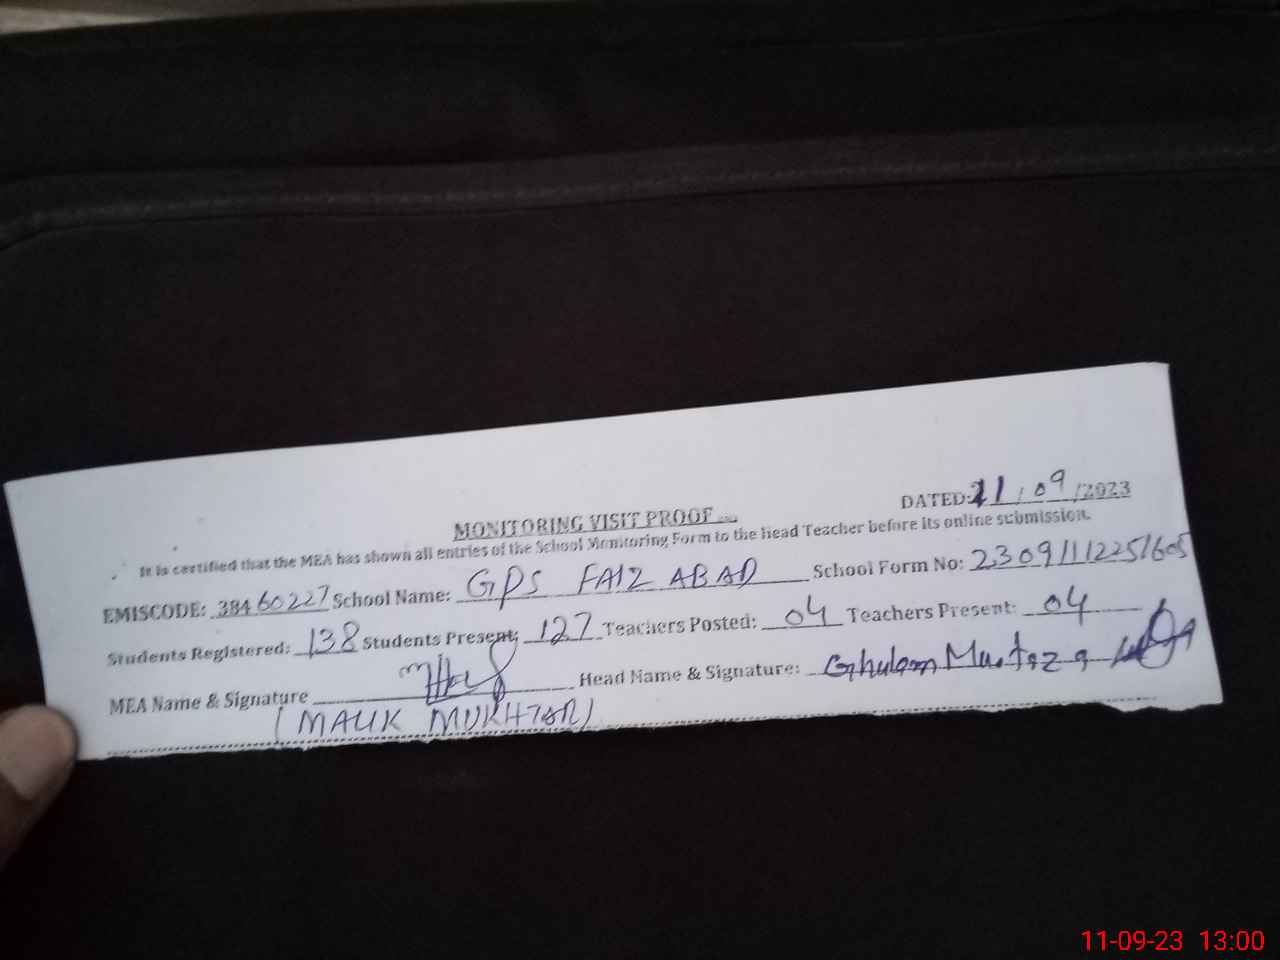 DATED: 11/09/2023
MONITORING VISIT PROOF
It is certified that the MEA has shown all entries of the School Monitoring Form to the Head Teacher before its online submission.
EMISCODE: 38460227 School Name: GPS FAIZ ABAD School Form No: 23091112251605
Students Registered: 138 Students Present: 127 Teachers Posted: 04 Teachers Present: 04
MEA Name & Signature Head Name & Signature: Ghulam Murtaza
(MALIK MUKHTAR)
11-09-23 13:00